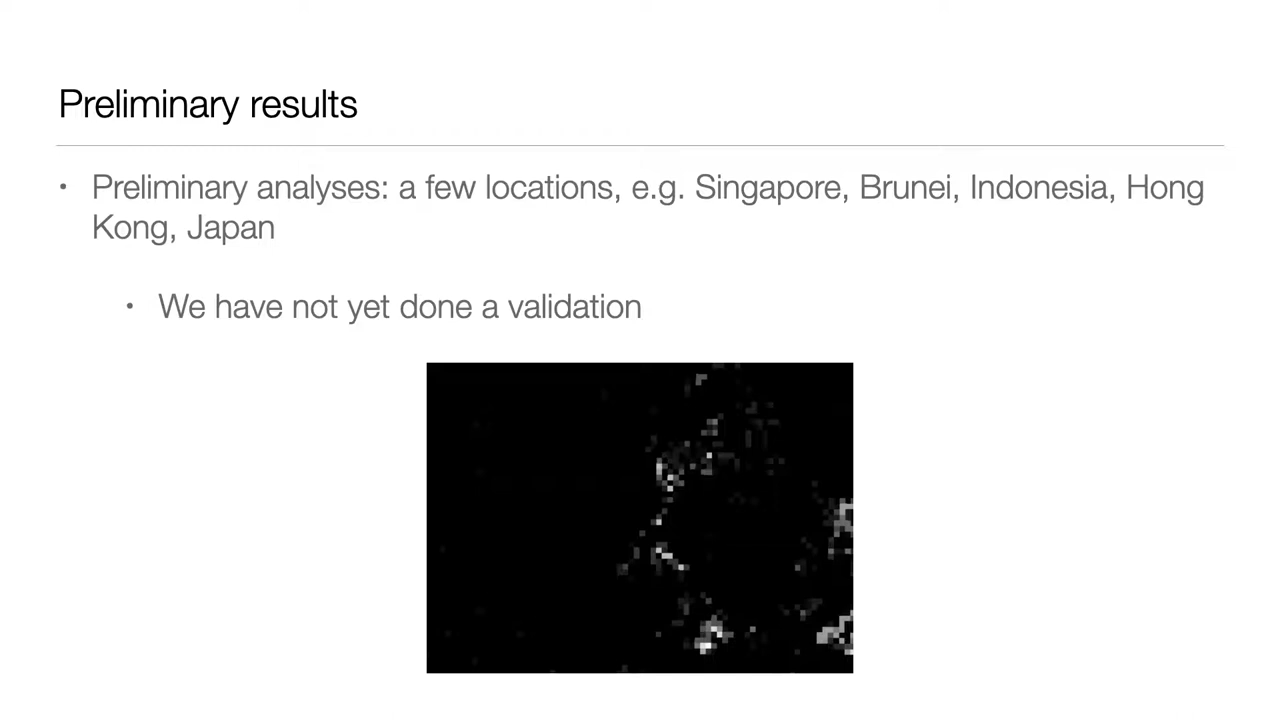 Preliminary results
• Preliminary analyses: a few locations, e.g. Singapore, Brunei, Indonesia, Hong
Kong, Japan
• We have not yet done a validation